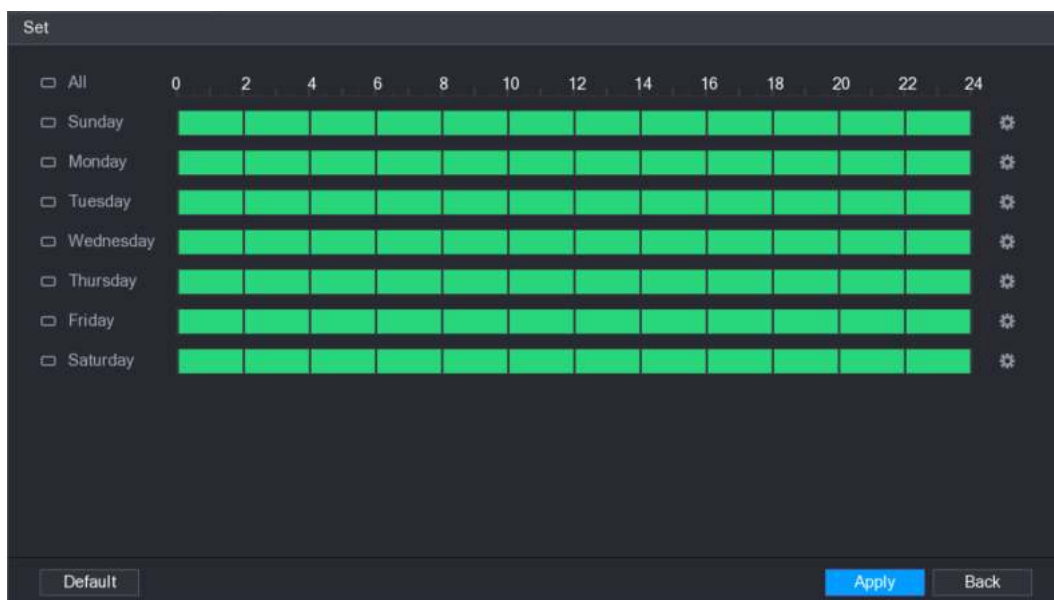 Set
All 0 2 4 6 8 10 12 14 16 18 20 22 24
Sunday
Monday
Tuesday
Wednesday
Thursday
Friday
Saturday
Default Apply Back